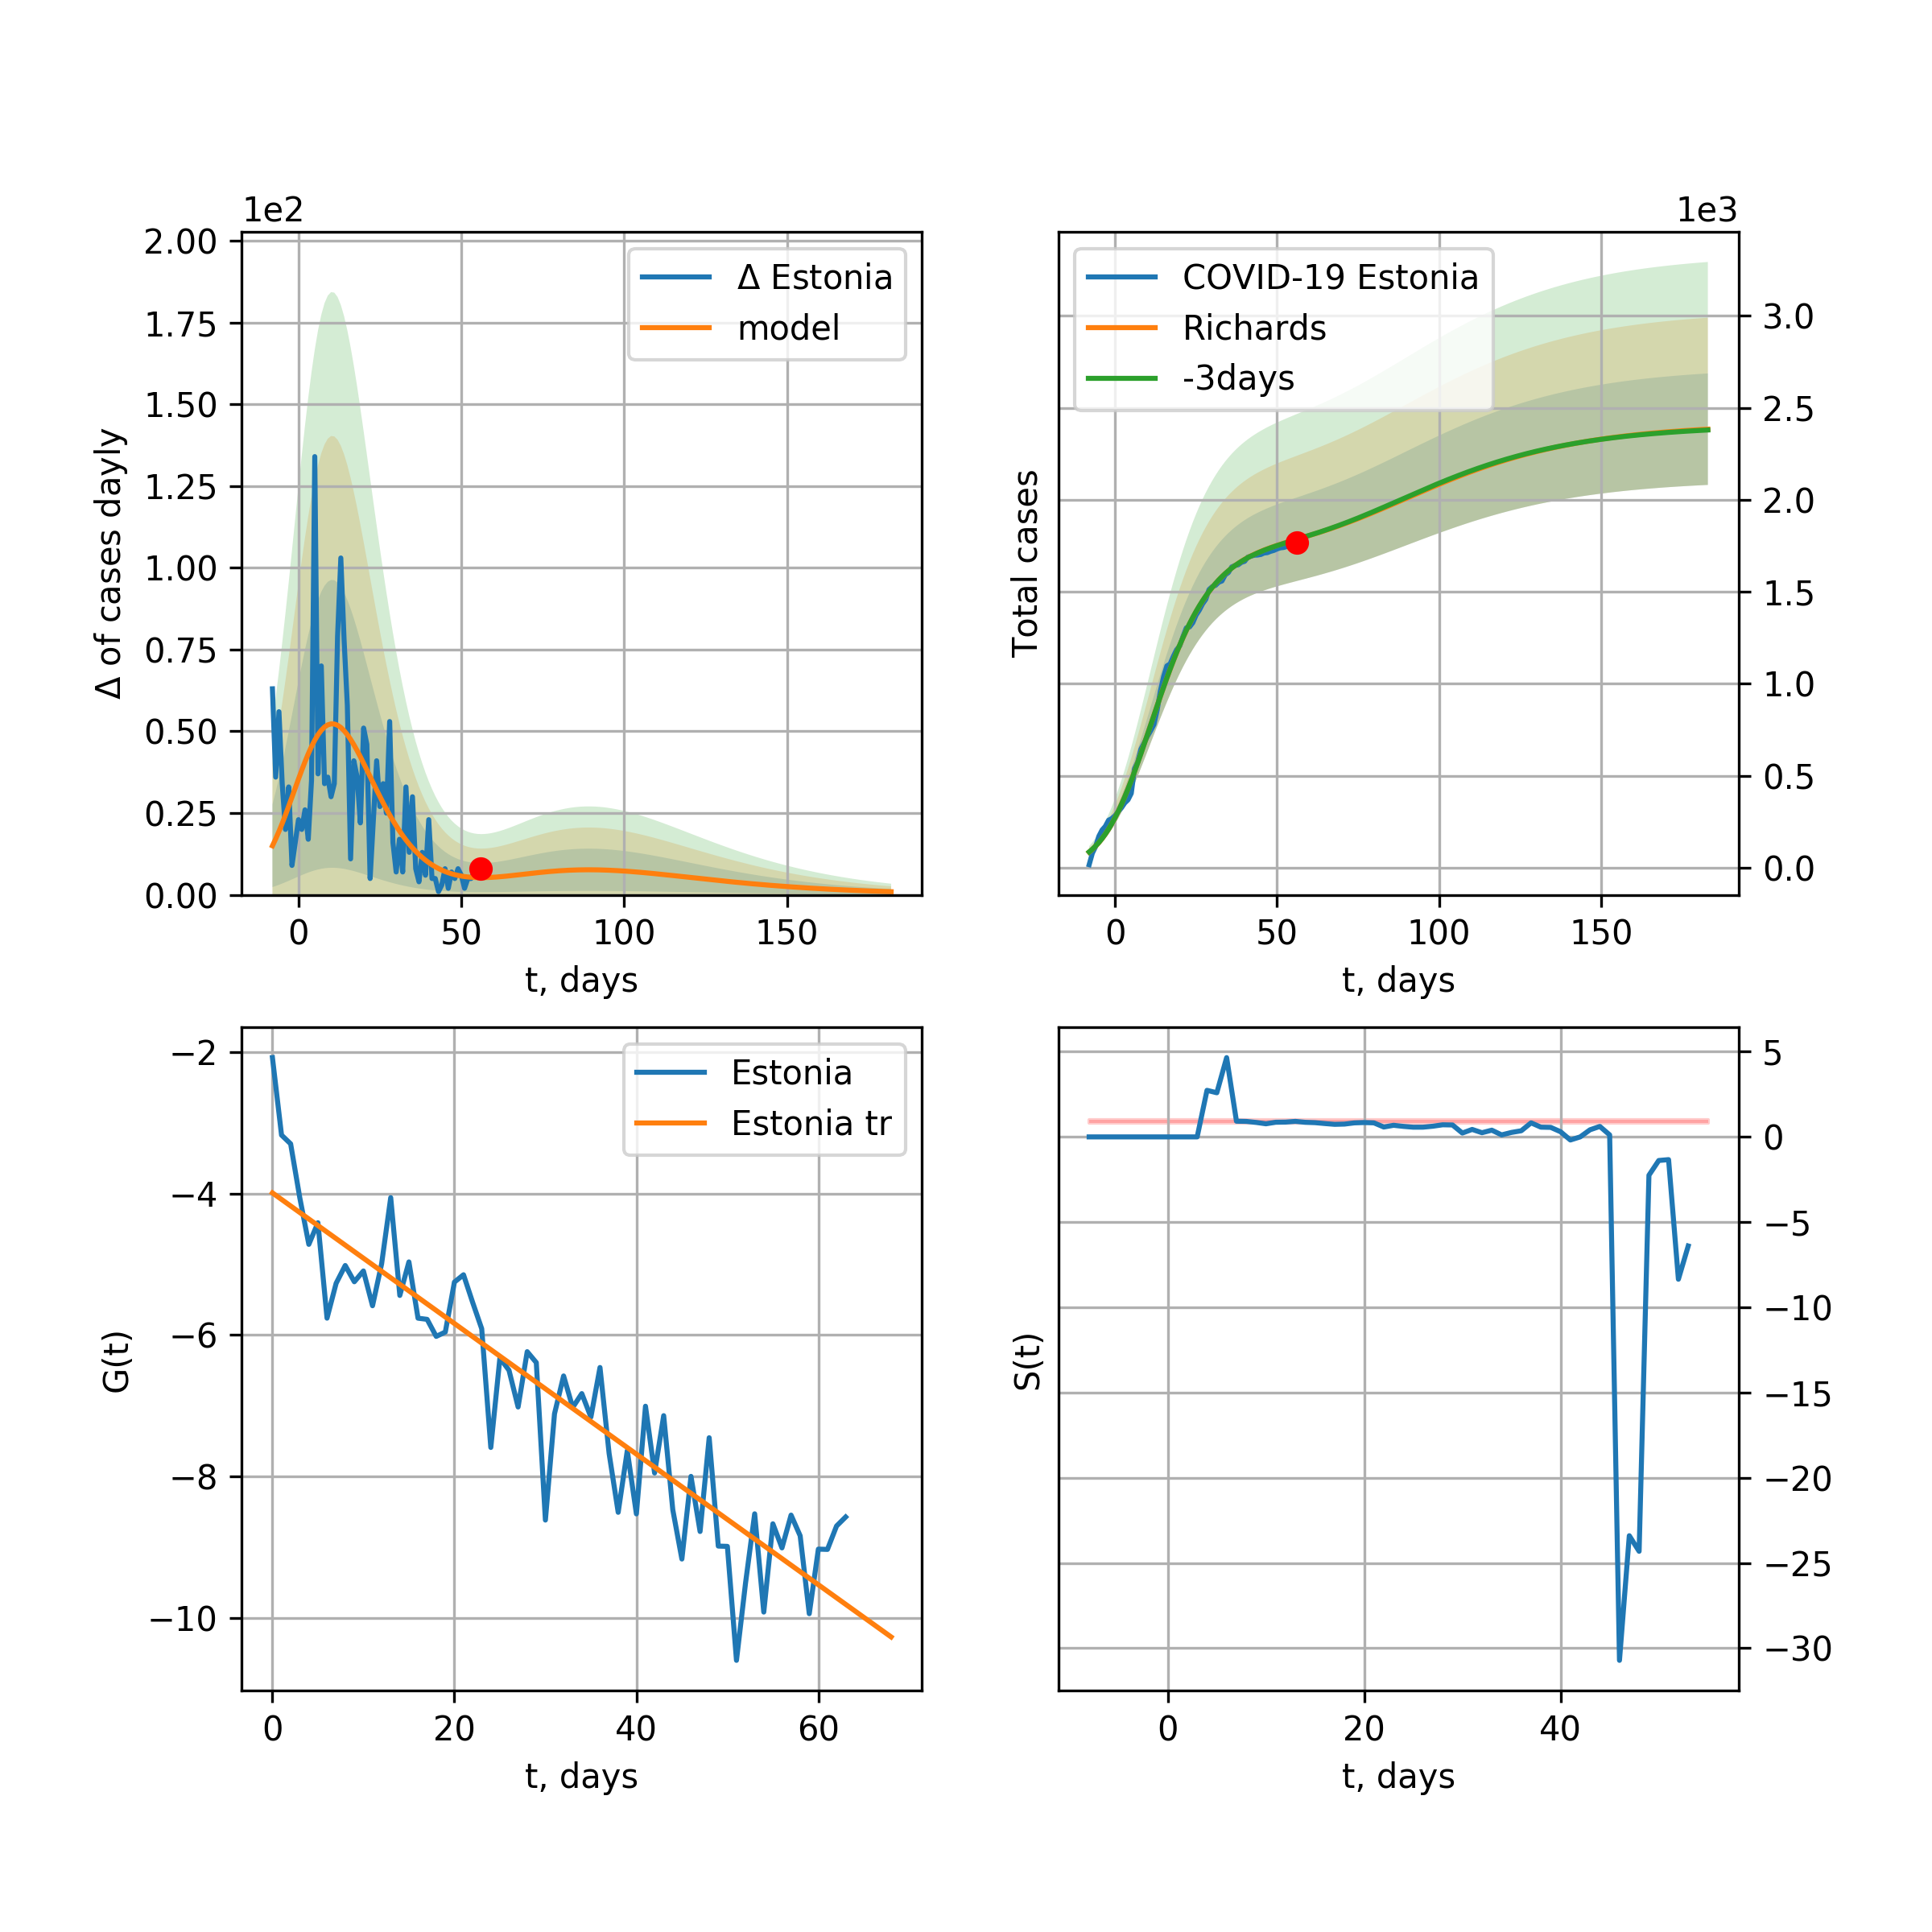 1e2
2.00
1.75
1.50
1.25
1.00
0.75
0.50
0.25
0.00
Δ of cases dayly
Δ Estonia
model
0 50 100 150
t, days
1e3
COVID-19 Estonia
Richards
-3days
Total cases
3.0
2.5
2.0
1.5
1.0
0.5
0.0
0 50 100 150
t, days
−2
−4
−6
−8
−10
G(t)
Estonia
Estonia tr
0 20 40 60
t, days
S(t)
5
0
−5
−10
−15
−20
−25
−30
0 20 40
t, days